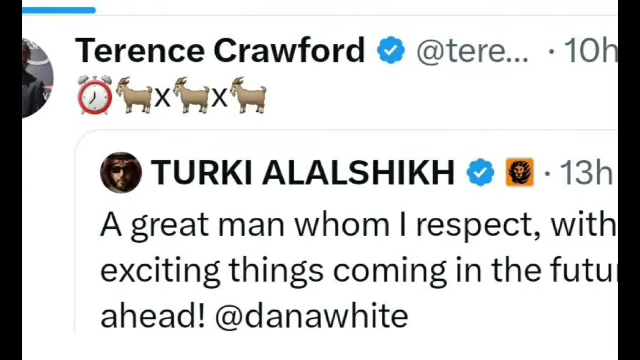 Terence Crawford @tere... · 10h
⏰🐐x🐐x🐐
TURKI ALALSHIKH · 13h
A great man whom I respect, with
exciting things coming in the futu
ahead! @danawhite